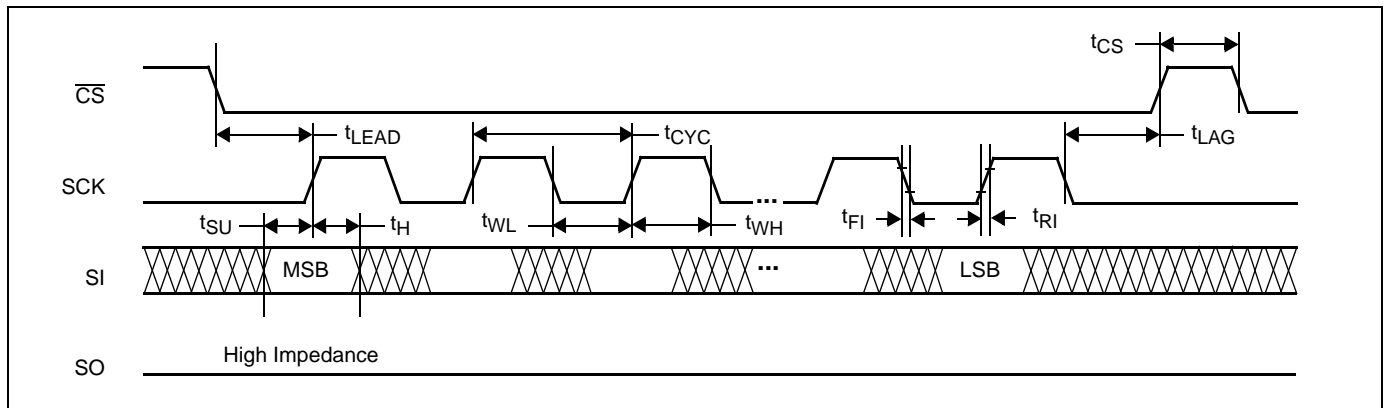 tCS
CS
tLEAD
tCYC
tLAG
SCK
...
tSU
tH
tWL
tWH
tFI
tRI
SI
MSB
...
LSB
High Impedance
SO